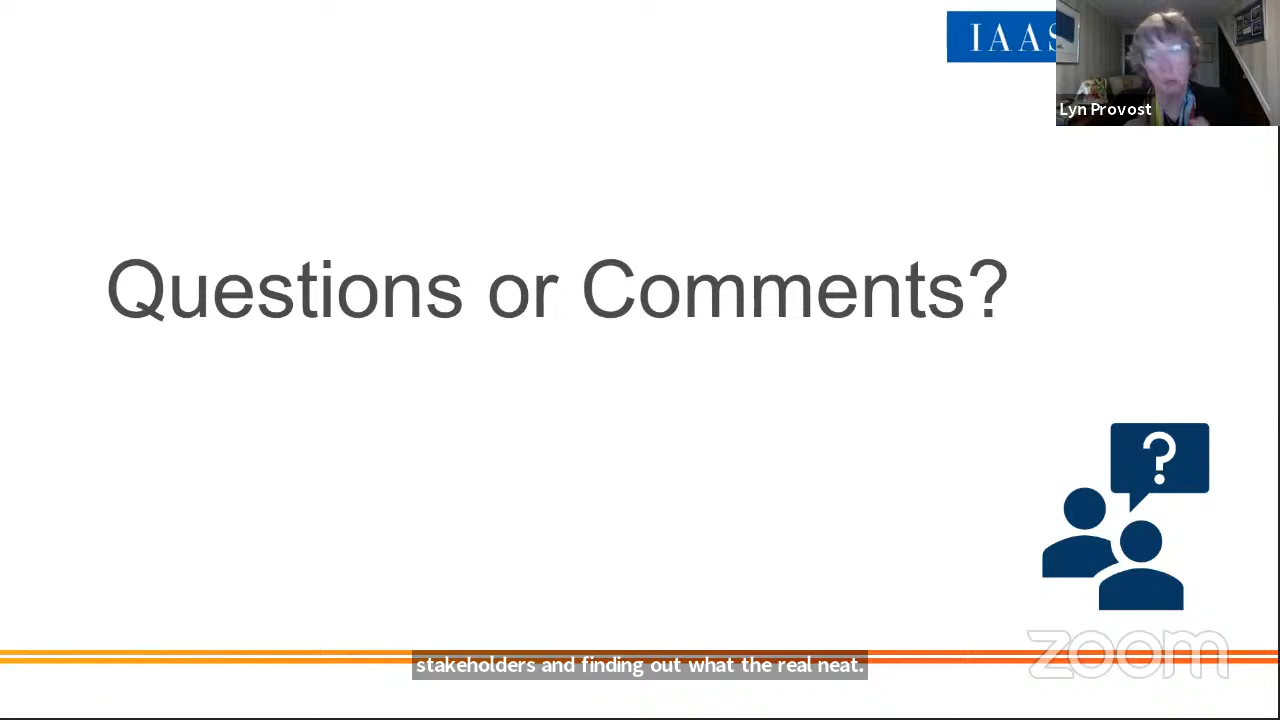 IAAS
Lyn Provost
Questions or Comments?
?
zoom
stakeholders and finding out what the real neat.